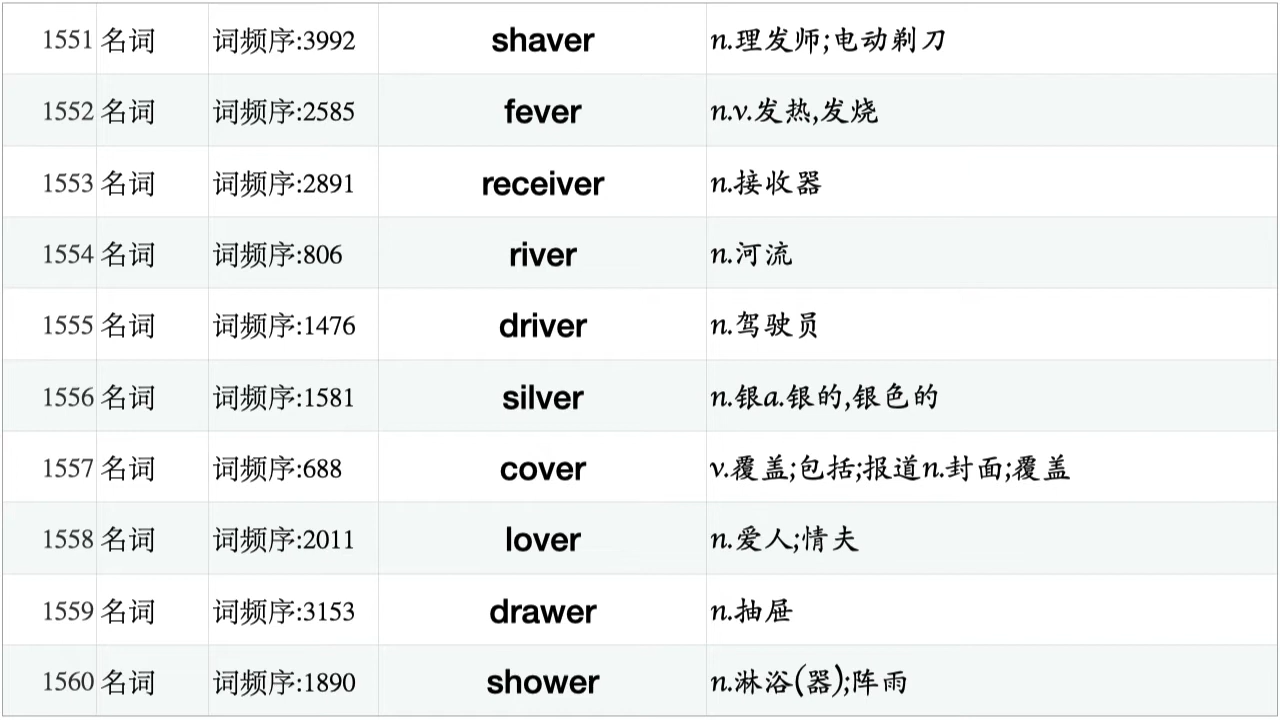 1551 名词 词频序:3992 shaver n.理发师;电动剃刀
1552 名词 词频序:2585 fever n.v.发热,发烧
1553 名词 词频序:2891 receiver n.接收器
1554 名词 词频序:806 river n.河流
1555 名词 词频序:1476 driver n.驾驶员
1556 名词 词频序:1581 silver n.银a.银的,银色的
1557 名词 词频序:688 cover v.覆盖;包括;报道n.封面;覆盖
1558 名词 词频序:2011 lover n.爱人;情夫
1559 名词 词频序:3153 drawer n.抽屉
1560 名词 词频序:1890 shower n.淋浴(器);阵雨